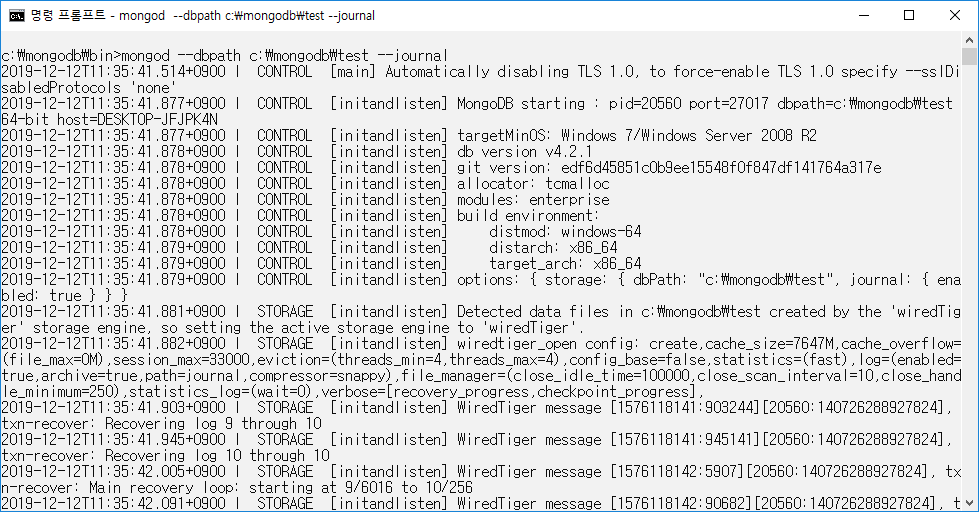 명령 프롬프트 - mongod  --dbpath c:₩mongodb₩test --journal
c:₩mongodb₩bin>mongod --dbpath c:₩mongodb₩test --journal
2019-12-12T11:35:41.514+0900 I  CONTROL  [main] Automatically disabling TLS 1.0, to force-enable TLS 1.0 specify --sslDi
sabledProtocols 'none'
2019-12-12T11:35:41.877+0900 I  CONTROL  [initandlisten] MongoDB starting : pid=20560 port=27017 dbpath=c:₩mongodb₩test
64-bit host=DESKTOP-JFJPK4N
2019-12-12T11:35:41.877+0900 I  CONTROL  [initandlisten] targetMinOS: Windows 7/Windows Server 2008 R2
2019-12-12T11:35:41.878+0900 I  CONTROL  [initandlisten] db version v4.2.1
2019-12-12T11:35:41.878+0900 I  CONTROL  [initandlisten] git version: edf6d45851c0b9ee15548f0f847df141764a317e
2019-12-12T11:35:41.878+0900 I  CONTROL  [initandlisten] allocator: tcmalloc
2019-12-12T11:35:41.878+0900 I  CONTROL  [initandlisten] modules: enterprise
2019-12-12T11:35:41.878+0900 I  CONTROL  [initandlisten] build environment:
2019-12-12T11:35:41.878+0900 I  CONTROL  [initandlisten]     distmod: windows-64
2019-12-12T11:35:41.879+0900 I  CONTROL  [initandlisten]     distarch: x86_64
2019-12-12T11:35:41.879+0900 I  CONTROL  [initandlisten]     target_arch: x86_64
2019-12-12T11:35:41.879+0900 I  CONTROL  [initandlisten] options: { storage: { dbPath: "c:₩mongodb₩test", journal: { ena
bled: true } } }
2019-12-12T11:35:41.881+0900 I  STORAGE  [initandlisten] Detected data files in c:₩mongodb₩test created by the 'wiredTig
er' storage engine, so setting the active storage engine to 'wiredTiger'.
2019-12-12T11:35:41.882+0900 I  STORAGE  [initandlisten] wiredtiger_open config: create,cache_size=7647M,cache_overflow=
(file_max=0M),session_max=33000,eviction=(threads_min=4,threads_max=4),config_base=false,statistics=(fast),log=(enabled=
true,archive=true,path=journal,compressor=snappy),file_manager=(close_idle_time=100000,close_scan_interval=10,close_hand
le_minimum=250),statistics_log=(wait=0),verbose=[recovery_progress,checkpoint_progress],
2019-12-12T11:35:41.903+0900 I  STORAGE  [initandlisten] WiredTiger message [1576118141:903244][20560:140726288927824],
txn-recover: Recovering log 9 through 10
2019-12-12T11:35:41.945+0900 I  STORAGE  [initandlisten] WiredTiger message [1576118141:945141][20560:140726288927824],
txn-recover: Recovering log 10 through 10
2019-12-12T11:35:42.005+0900 I  STORAGE  [initandlisten] WiredTiger message [1576118142:5907][20560:140726288927824], tx
n-recover: Main recovery loop: starting at 9/6016 to 10/256
2019-12-12T11:35:42.091+0900 I  STORAGE  [initandlisten] WiredTiger message [1576118142:90682][20560:140726288927824], t